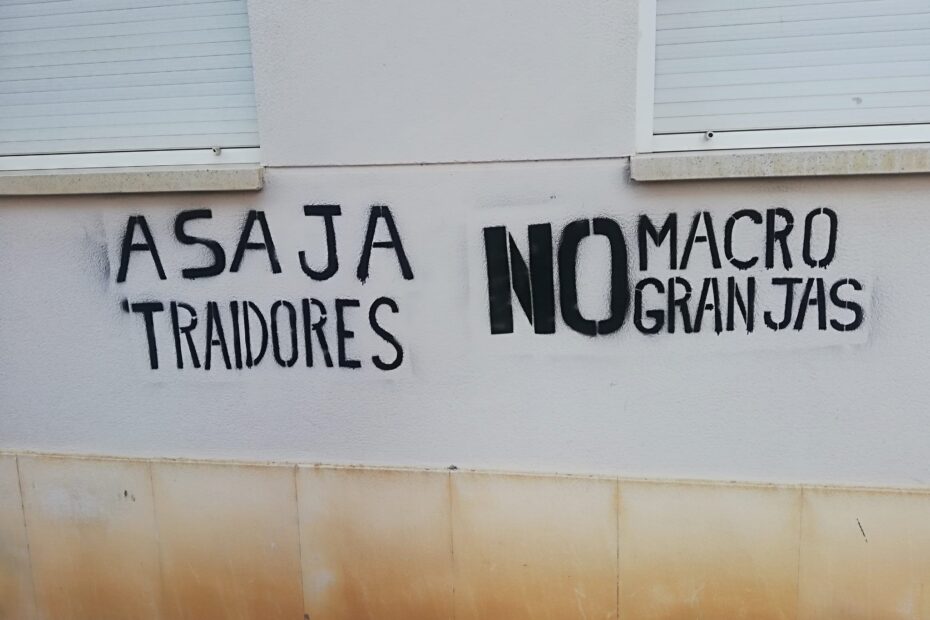 ASAJA
TRAIDORES
NO MACRO
GRANJAS